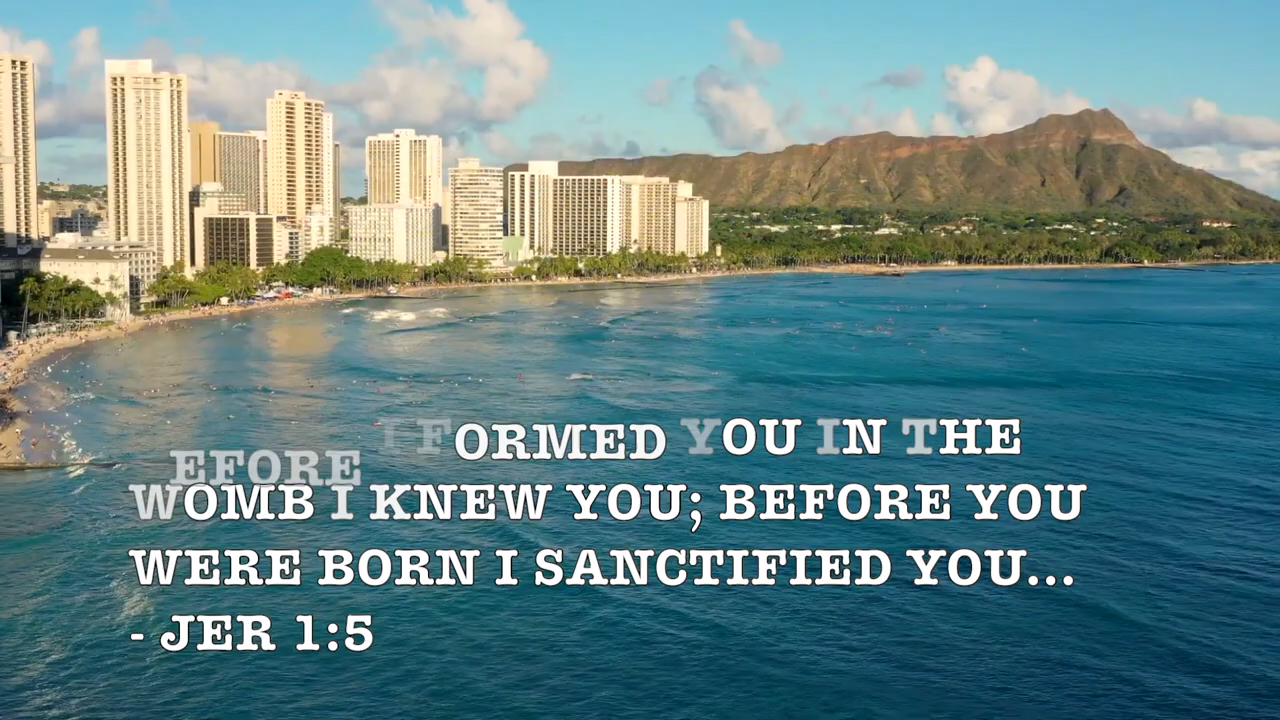 EFORE I FORMED YOU IN THE
WOMB I KNEW YOU; BEFORE YOU
WERE BORN I SANCTIFIED YOU...
- JER 1:5